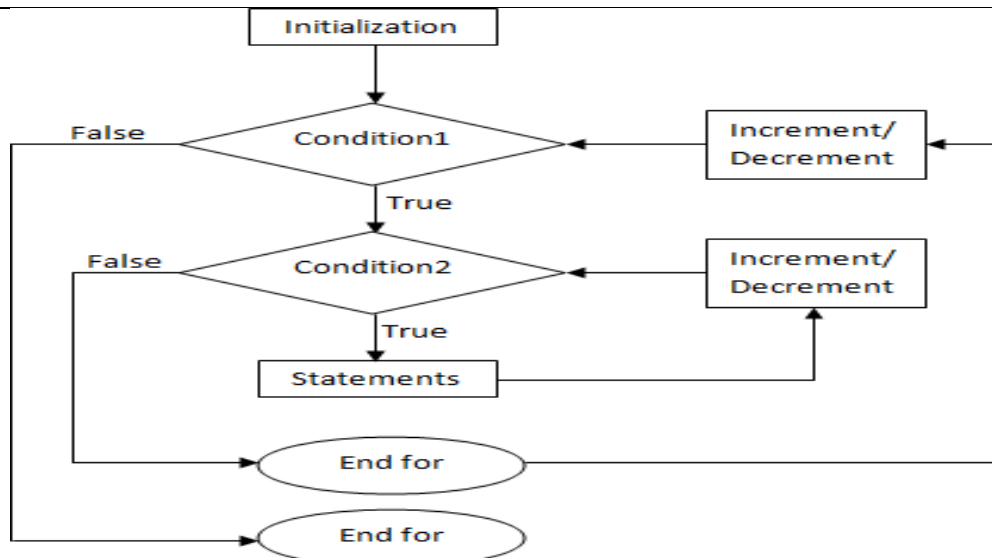 Initialization
False
Condition1
Increment/
Decrement
True
False
Condition2
Increment/
Decrement
True
Statements
End for
End for